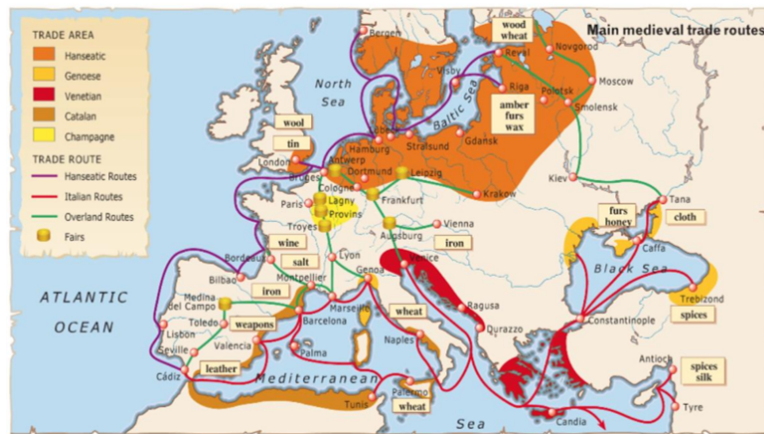 Main medieval trade routes
TRADE AREA
Hanseatic
Genoese
Venetian
Catalan
Champagne
TRADE ROUTE
Hanseatic Routes
Italian Routes
Overland Routes
Fairs
Bergen
North
Sea
Visby
Baltic Sea
wood
wheat
Reval
Novgorod
Riga
Polotsk
Moscow
Smolensk
amber
furs
wax
wool
tin
London
Lübeck
Hamburg
Stralsund
Gdansk
Bruges
Antwerp
Dortmund
Cologne
Leipzig
Krakow
Kiev
Tana
Paris
Lagny
Provins
Troyes
Frankfurt
Augsburg
Vienna
iron
furs
honey
cloth
Caffa
Black Sea
Trebizond
spices
wine
salt
Bordeaux
Lyon
Genoa
Venice
Bilbao
iron
Montpellier
Marseille
Ragusa
Durazzo
Constantinople
ATLANTIC
OCEAN
Medina
del Campo
Toledo
weapons
Barcelona
wheat
Naples
Lisbon
Valencia
Seville
leather
Palma
Cádiz
Mediterranean
Sea
Palermo
wheat
Tunis
Candia
Antioch
spices
silk
Tyre